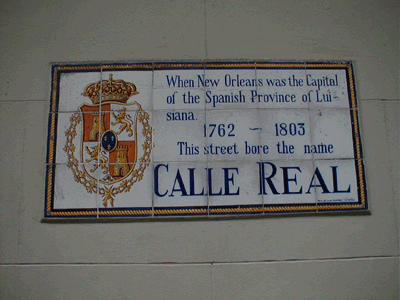 When New Orleans was the Capital
of the Spanish Province of Lui-
siana
1762 - 1803
This street bore the name
CALLE REAL